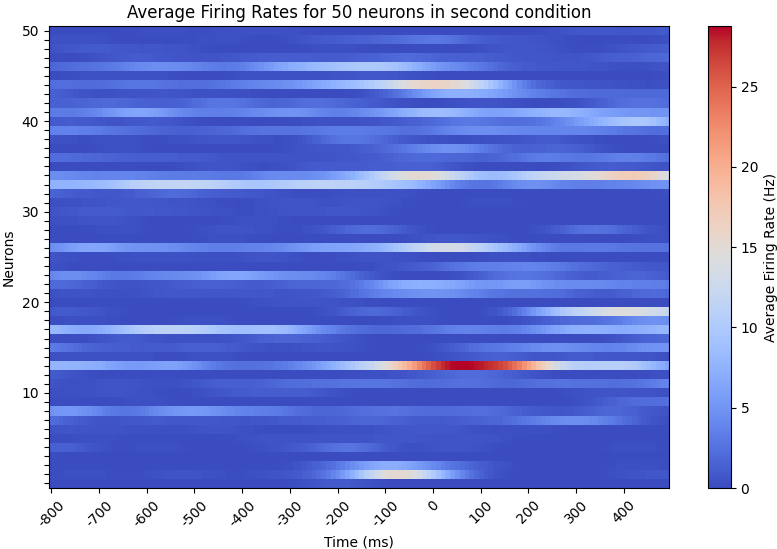 Average Firing Rates for 50 neurons in second condition
50
40
30
20
10
Neurons
-800 -700 -600 -500 -400 -300 -200 -100 0 100 200 300 400
Time (ms)
25
20
15
10
5
0
Average Firing Rate (Hz)